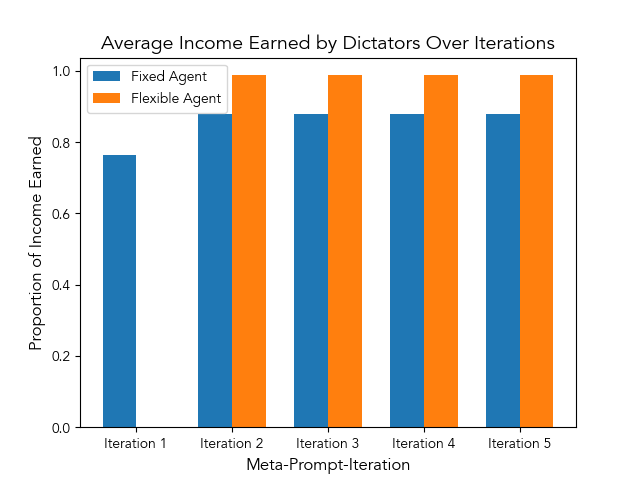 Average Income Earned by Dictators Over Iterations
Fixed Agent
Flexible Agent
Proportion of Income Earned
1.0
0.8
0.6
0.4
0.2
0.0
Iteration 1
Iteration 2
Iteration 3
Iteration 4
Iteration 5
Meta-Prompt-Iteration